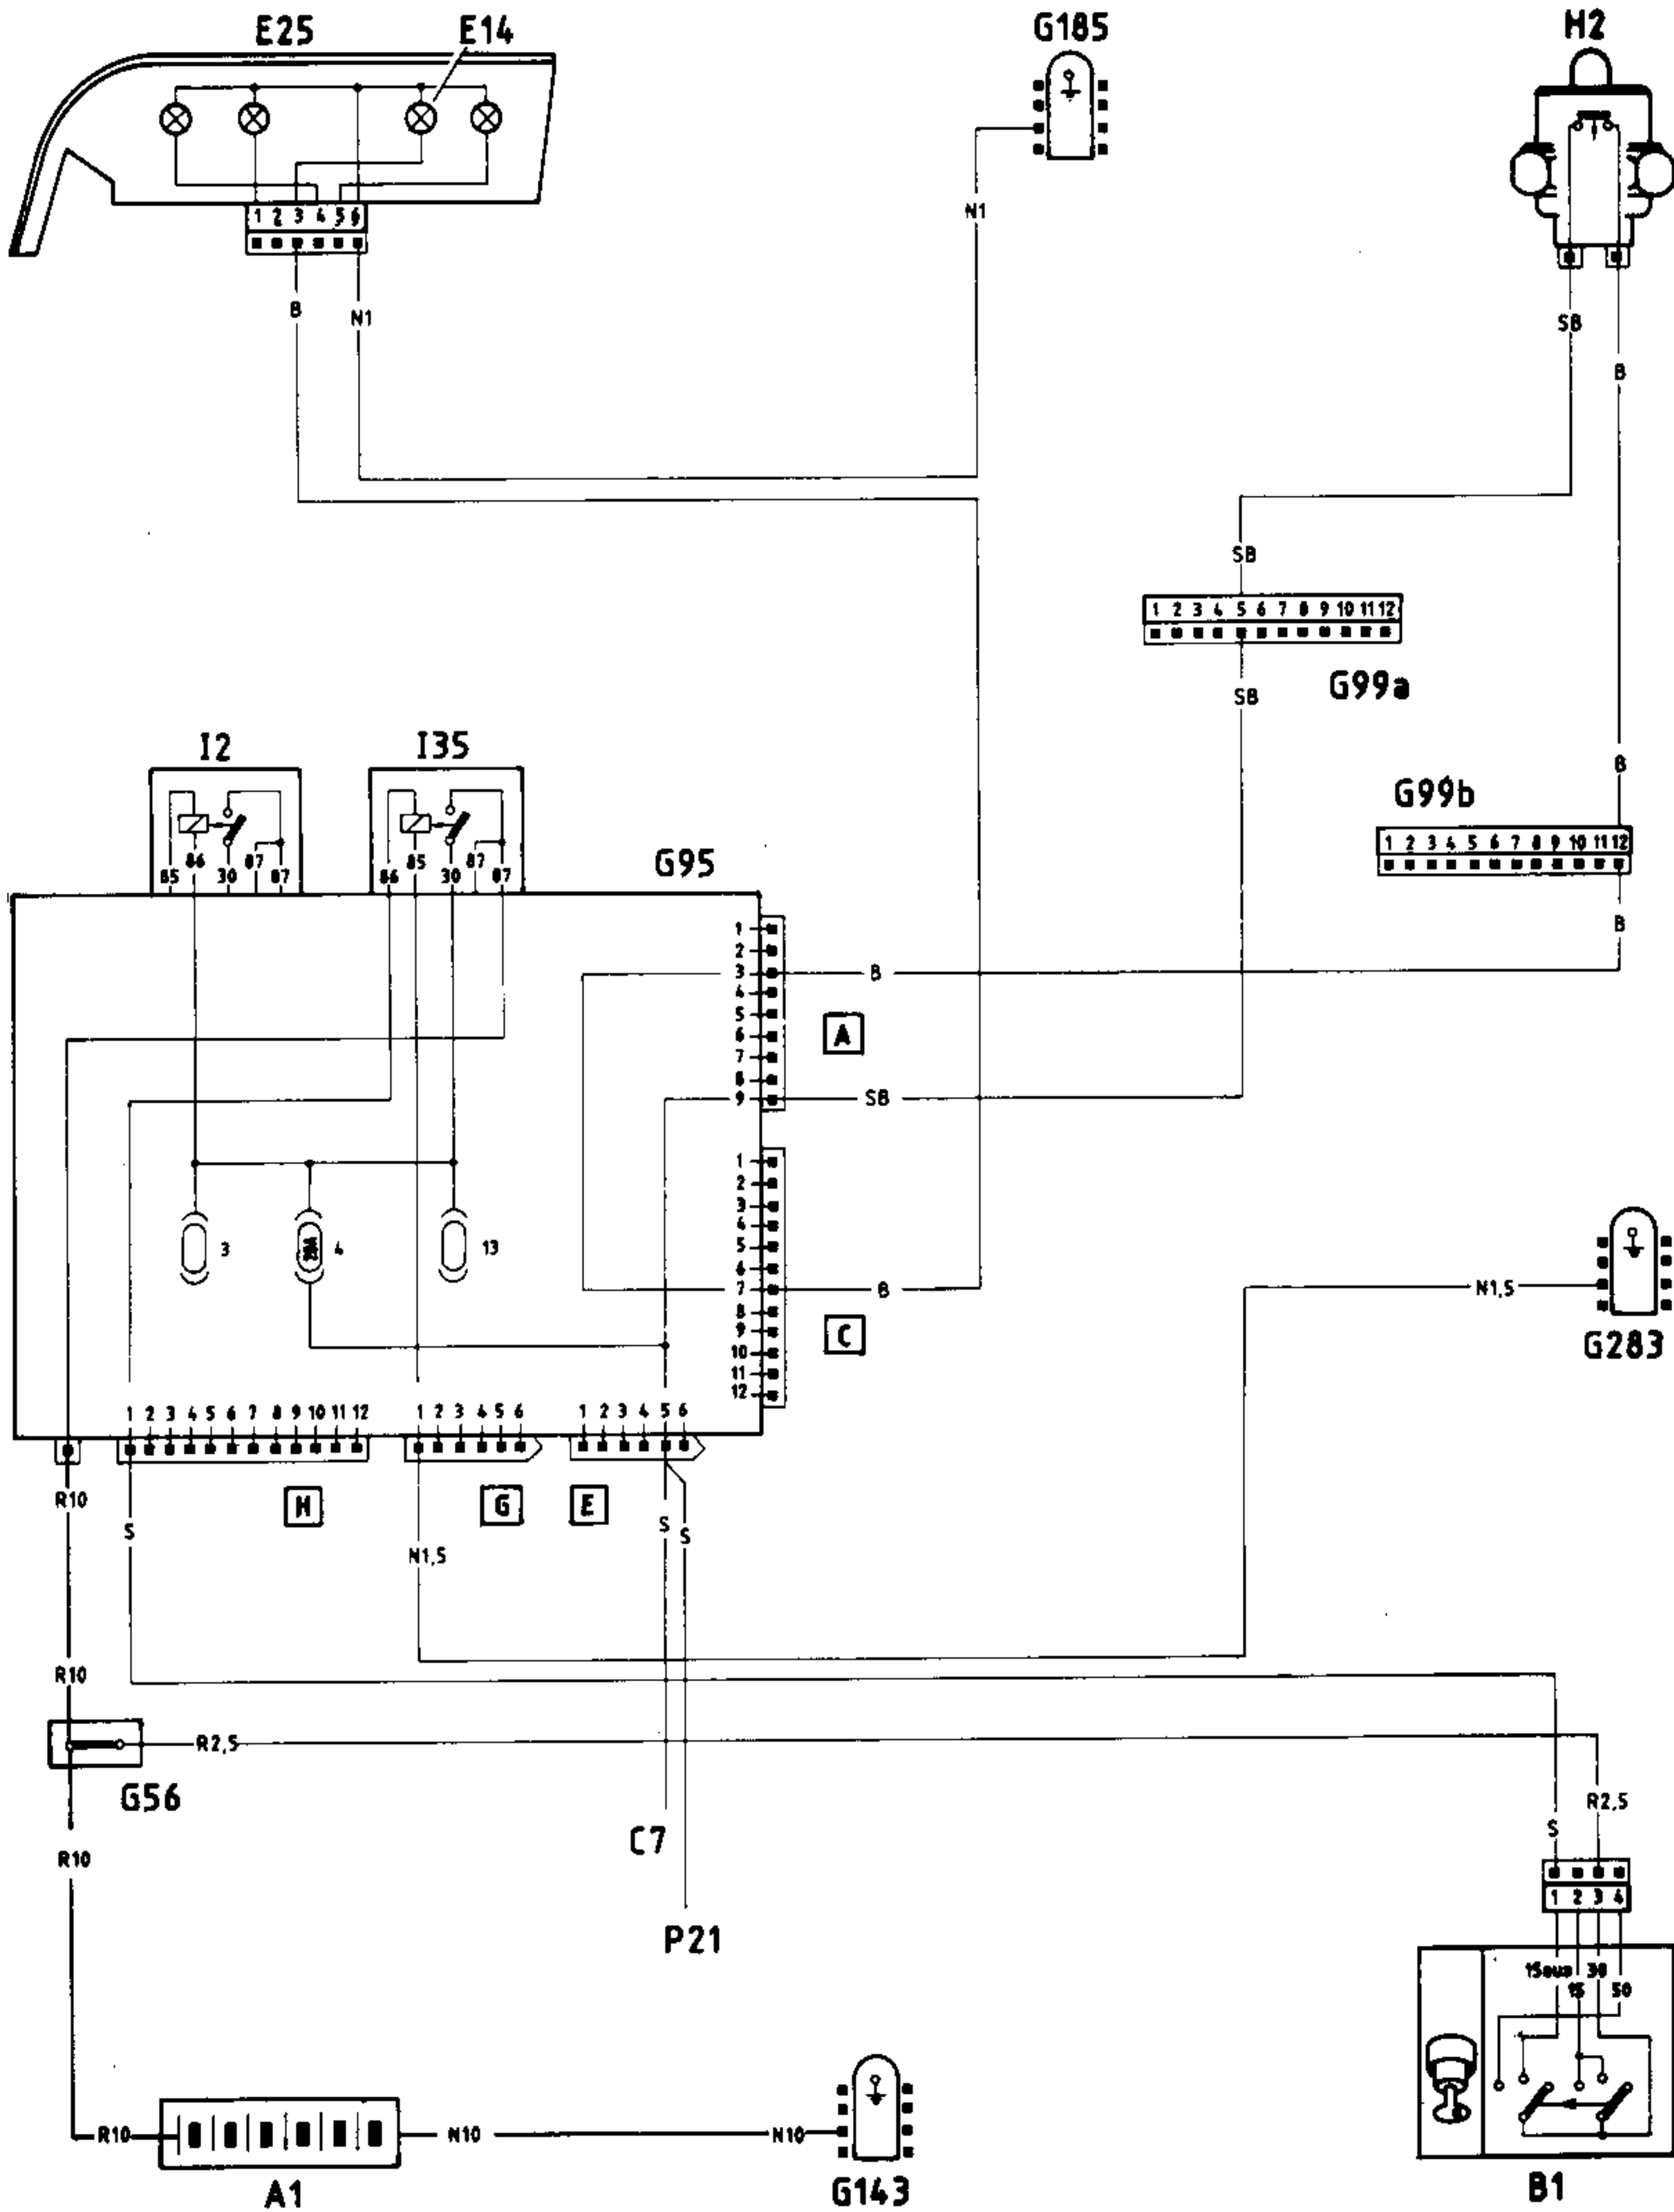 E25 E14 G185 H2
1 2 3 4 5 6
N1
B N1
SB
B
SB
1 2 3 4 5 6 7 8 9 10 11 12
G99a
SB
I2 I35
B
G99b
1 2 3 4 5 6 7 8 9 10 11 12
85 86 30 87 87
86 85 30 87 87
G95
B
1
2
3 B
4
5
6
7
8
9 SB
A
1
2
3
4
5
6
7 B
8
9
10
11
12
C
3 4 13
N1,5
G283
1 2 3 4 5 6 7 8 9 10 11 12
1 2 3 4 5 6
1 2 3 4 5 6
R10 H G E
S N1,5 S S
R10
R2,5
G56
R2,5
C7 S
R10
1 2 3 4
P21
30
15 50
R10 N10 N10
A1 G143 B1